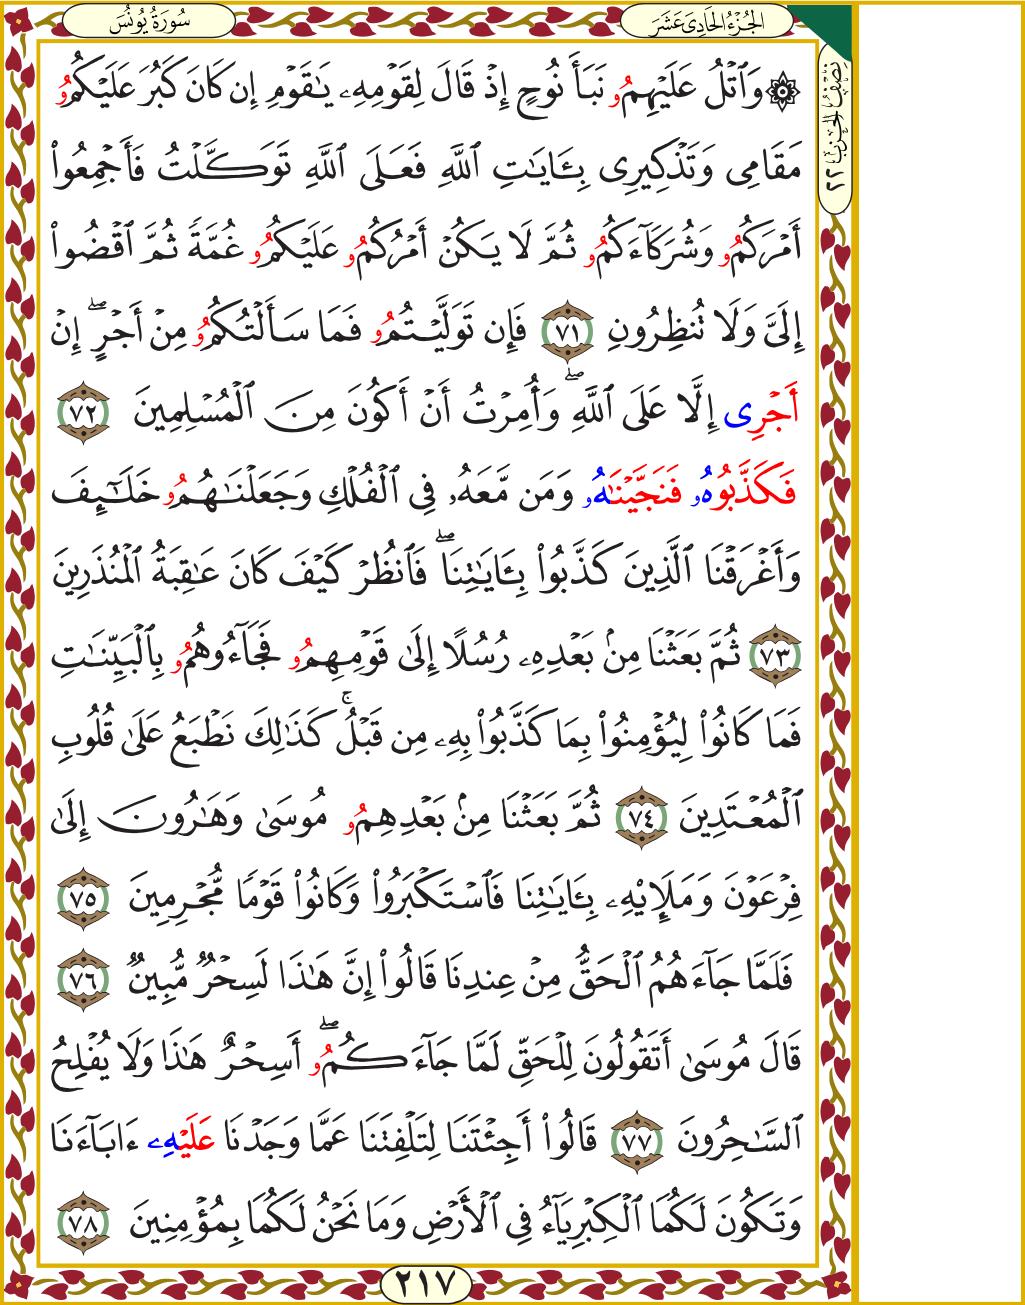 سُورَةُ يُونُسَ
الجُزْءُ الحَادِىَ عَشَرَ
نِصْفُ الحِزْبِ ٢٢
۞ وَٱتۡلُ عَلَيۡهِمُۥ نَبَأَ نُوحٍ إِذۡ قَالَ لِقَوۡمِهِۦ يَٰقَوۡمِ إِن كَانَ كَبُرَ عَلَيۡكُمُۥ
مَقَامِى وَتَذۡكِيرِى بِـَٔايَٰتِ ٱللَّهِ فَعَلَى ٱللَّهِ تَوَكَّلۡتُ فَأَجۡمِعُوٓاْ
أَمۡرَكُمُۥ وَشُرَكَآءَكُمُۥ ثُمَّ لَا يَكُنۡ أَمۡرُكُمُۥ عَلَيۡكُمُۥ غُمَّةٗ ثُمَّ ٱقۡضُوٓاْ
إِلَىَّ وَلَا تُنظِرُونِ ٧١ فَإِن تَوَلَّيۡتُمُۥ فَمَا سَأَلۡتُكُمُۥ مِنۡ أَجۡرٍۖ إِنۡ
أَجۡرِى إِلَّا عَلَى ٱللَّهِۖ وَأُمِرۡتُ أَنۡ أَكُونَ مِنَ ٱلۡمُسۡلِمِينَ ٧٢
فَكَذَّبُوهُۥ فَنَجَّيۡنَٰهُۥ وَمَن مَّعَهُۥ فِى ٱلۡفُلۡكِ وَجَعَلۡنَٰهُمُۥ خَلَٰٓئِفَ
وَأَغۡرَقۡنَا ٱلَّذِينَ كَذَّبُواْ بِـَٔايَٰتِنَاۖ فَٱنظُرۡ كَيۡفَ كَانَ عَٰقِبَةُ ٱلۡمُنذَرِينَ
٧٣ ثُمَّ بَعَثۡنَا مِنۢ بَعۡدِهِۦ رُسُلًا إِلَىٰ قَوۡمِهِمُۥ فَجَآءُوهُمُۥ بِٱلۡبَيِّنَٰتِ
فَمَا كَانُواْ لِيُؤۡمِنُواْ بِمَا كَذَّبُواْ بِهِۦ مِن قَبۡلُۚ كَذَٰلِكَ نَطۡبَعُ عَلَىٰ قُلُوبِ
ٱلۡمُعۡتَدِينَ ٧٤ ثُمَّ بَعَثۡنَا مِنۢ بَعۡدِهِمُۥ مُوسَىٰ وَهَٰرُونَ إِلَىٰ
فِرۡعَوۡنَ وَمَلَإِيْهِۦ بِـَٔايَٰتِنَا فَٱسۡتَكۡبَرُواْ وَكَانُواْ قَوۡمٗا مُّجۡرِمِينَ ٧٥
فَلَمَّا جَآءَهُمُ ٱلۡحَقُّ مِنۡ عِندِنَا قَالُوٓاْ إِنَّ هَٰذَا لَسِحۡرٞ مُّبِينٞ ٧٦
قَالَ مُوسَىٰ أَتَقُولُونَ لِلۡحَقِّ لَمَّا جَآءَكُمُۥۖ أَسِحۡرٌ هَٰذَا وَلَا يُفۡلِحُ
ٱلسَّٰحِرُونَ ٧٧ قَالُوٓاْ أَجِئۡتَنَا لِتَلۡفِتَنَا عَمَّا وَجَدۡنَا عَلَيۡهِۦ ءَابَآءَنَا
وَتَكُونَ لَكُمَا ٱلۡكِبۡرِيَآءُ فِى ٱلۡأَرۡضِ وَمَا نَحۡنُ لَكُمَا بِمُؤۡمِنِينَ ٧٨
٢١٧